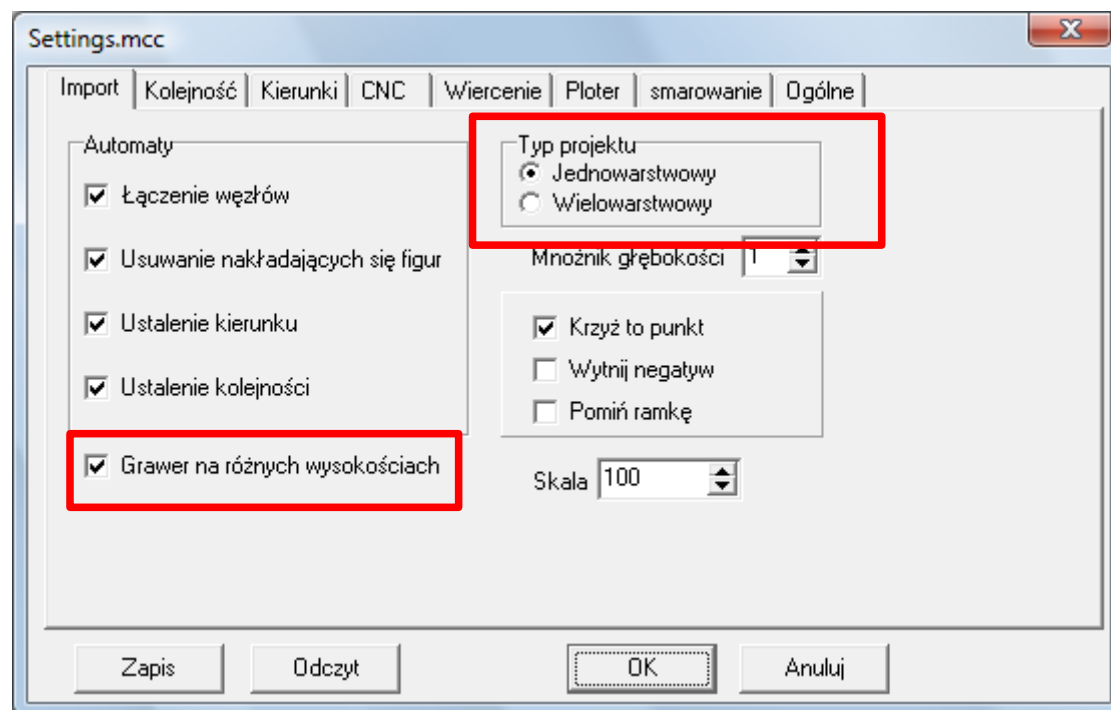 Settings.mcc
Import Kolejność Kierunki CNC Wiercenie Ploter smarowanie Ogólne
Automaty
Łączenie węzłów
Usuwanie nakładających się figur
Ustalenie kierunku
Ustalenie kolejności
Grawer na różnych wysokościach
Typ projektu
Jednowarstwowy
Wielowarstwowy
Mnożnik głębokości 1
Krzyż to punkt
Wytnij negatyw
Pomiń ramkę
Skala 100
Zapis Odczyt OK Anuluj